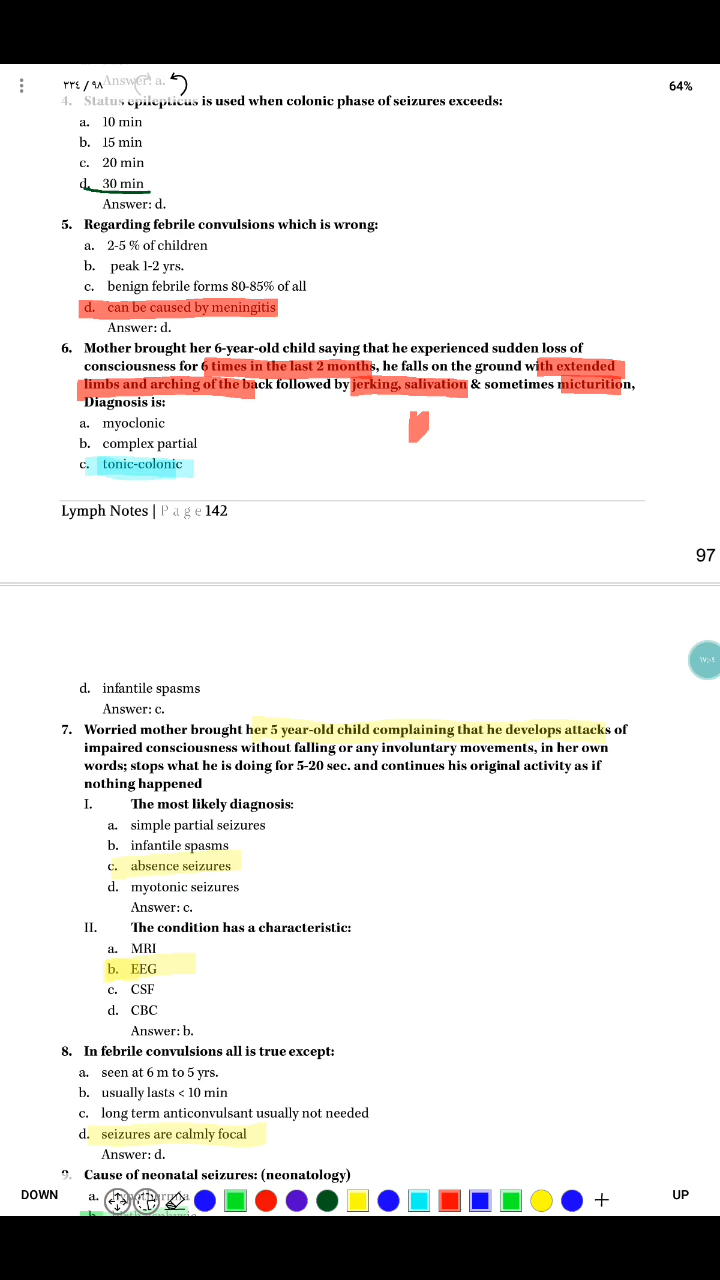 ٢٣٤ / ٩٨ Answer: a.
64%
4. Status epilepticus is used when colonic phase of seizures exceeds:
a. 10 min
b. 15 min
c. 20 min
d. 30 min
Answer: d.
5. Regarding febrile convulsions which is wrong:
a. 2-5 % of children
b. peak 1-2 yrs.
c. benign febrile forms 80-85% of all
d. can be caused by meningitis
Answer: d.
6. Mother brought her 6-year-old child saying that he experienced sudden loss of
consciousness for 6 times in the last 2 months, he falls on the ground with extended
limbs and arching of the back followed by jerking, salivation & sometimes micturition,
Diagnosis is:
a. myoclonic
b. complex partial
c. tonic-colonic
Lymph Notes | Page 142
97
d. infantile spasms
Answer: c.
7. Worried mother brought her 5 year-old child complaining that he develops attacks of
impaired consciousness without falling or any involuntary movements, in her own
words; stops what he is doing for 5-20 sec. and continues his original activity as if
nothing happened
I. The most likely diagnosis:
a. simple partial seizures
b. infantile spasms
c. absence seizures
d. myotonic seizures
Answer: c.
II. The condition has a characteristic:
a. MRI
b. EEG
c. CSF
d. CBC
Answer: b.
8. In febrile convulsions all is true except:
a. seen at 6 m to 5 yrs.
b. usually lasts < 10 min
c. long term anticonvulsant usually not needed
d. seizures are calmly focal
Answer: d.
9. Cause of neonatal seizures: (neonatology)
DOWN
a.
UP
b.